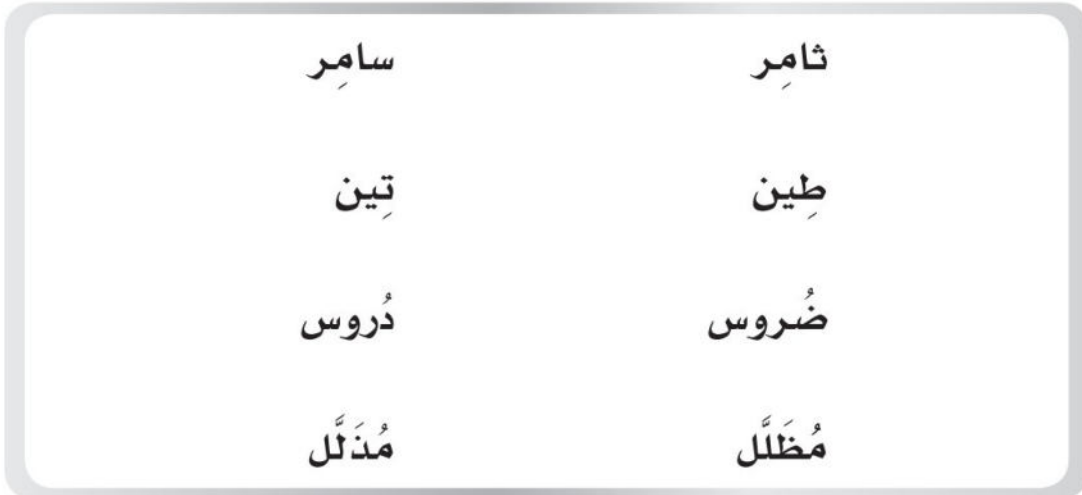 ثامِر سامِر
طِين تِين
ضُروس دُروس
مُظَلَّل مُذَلَّل